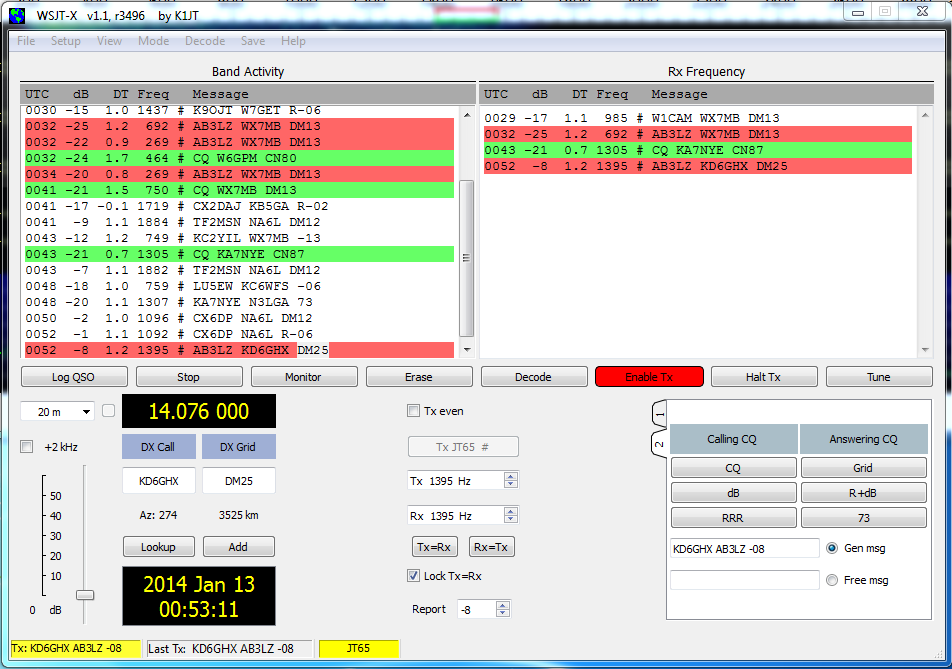 WSJT-X v1.1, r3496 by K1JT
File Setup View Mode Decode Save Help
Band Activity
UTC dB DT Freq Message
0030 -15 1.0 1437 # K9OJT W7GET R-06
0032 -25 1.2 692 # AB3LZ WX7MB DM13
0032 -22 0.9 269 # AB3LZ WX7MB DM13
0032 -24 1.7 464 # CQ W6GPM CN80
0034 -20 0.8 269 # AB3LZ WX7MB DM13
0041 -21 1.5 750 # CQ WX7MB DM13
0041 -17 -0.1 1719 # CX2DAJ KB5GA R-02
0041 -9 1.1 1884 # TF2MSN NA6L DM12
0043 -12 1.2 749 # KC2YIL WX7MB -13
0043 -21 0.7 1305 # CQ KA7NYE CN87
0043 -7 1.1 1882 # TF2MSN NA6L DM12
0048 -18 1.0 759 # LU5EW KC6WFS -06
0048 -20 1.1 1307 # KA7NYE N3LGA 73
0050 -2 1.0 1096 # CX6DP NA6L DM12
0052 -1 1.1 1092 # CX6DP NA6L R-06
0052 -8 1.2 1395 # AB3LZ KD6GHX DM25
Rx Frequency
UTC dB DT Freq Message
0029 -17 1.1 985 # W1CAM WX7MB DM13
0032 -25 1.2 692 # AB3LZ WX7MB DM13
0043 -21 0.7 1305 # CQ KA7NYE CN87
0052 -8 1.2 1395 # AB3LZ KD6GHX DM25
Log QSO Stop Monitor Erase Decode Enable Tx Halt Tx Tune
20 m
14.076 000
+2 kHz
DX Call DX Grid
KD6GHX DM25
Az: 274 3525 km
Lookup Add
2014 Jan 13
00:53:11
50
40
30
20
10
0 dB
Tx even
Tx JT65 #
Tx 1395 Hz
Rx 1395 Hz
Tx=Rx Rx=Tx
Lock Tx=Rx
Report -8
1
2
Calling CQ Answering CQ
CQ Grid
dB R+dB
RRR 73
KD6GHX AB3LZ -08 Gen msg
Free msg
Tx: KD6GHX AB3LZ -08 Last Tx: KD6GHX AB3LZ -08 JT65